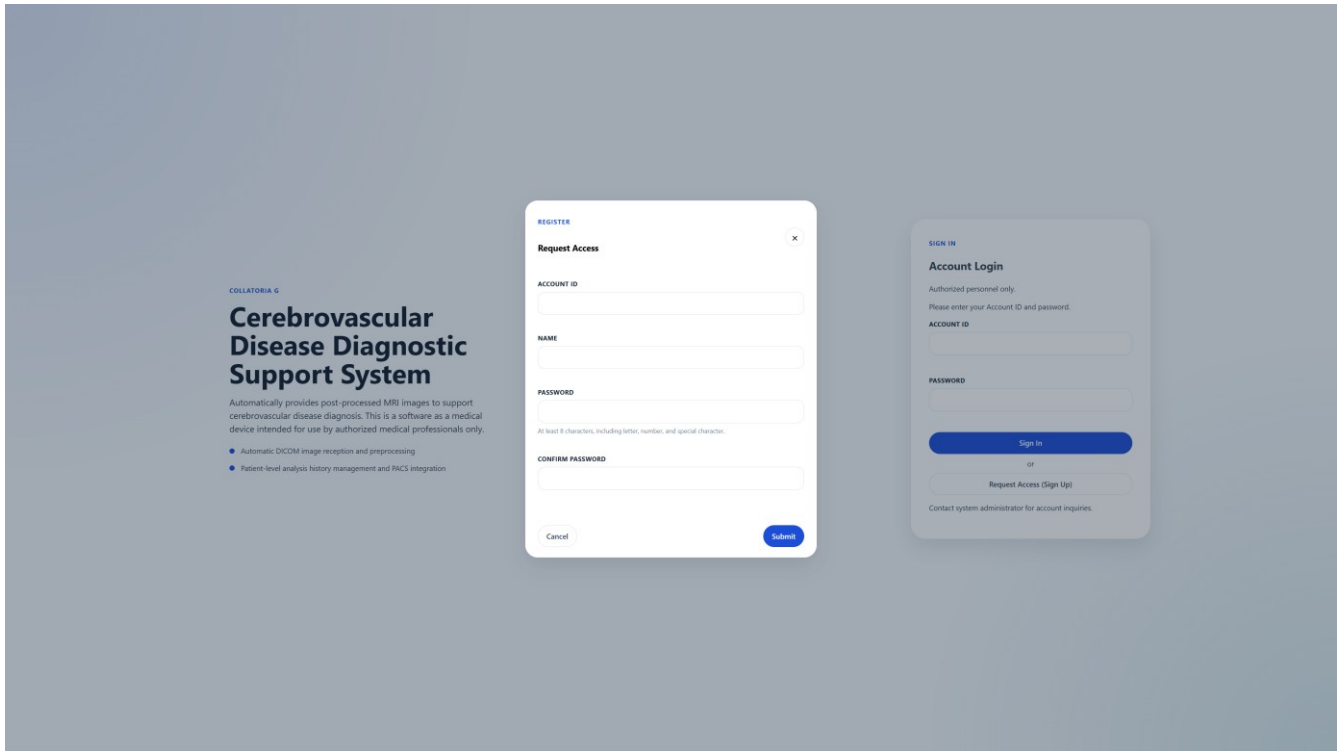 COLLATORIA G
Cerebrovascular
Disease Diagnostic
Support System
Automatically provides post-processed MRI images to support
cerebrovascular disease diagnosis. This is a software as a medical
device intended for use by authorized medical professionals only.
Automatic DICOM image reception and preprocessing
Patient-level analysis history management and PACS integration
REGISTER
Request Access
×
ACCOUNT ID
NAME
PASSWORD
At least 8 characters, including letter, number, and special character.
CONFIRM PASSWORD
Cancel
Submit
SIGN IN
Account Login
Authorized personnel only.
Please enter your Account ID and password.
ACCOUNT ID
PASSWORD
Sign In
or
Request Access (Sign Up)
Contact system administrator for account inquiries.